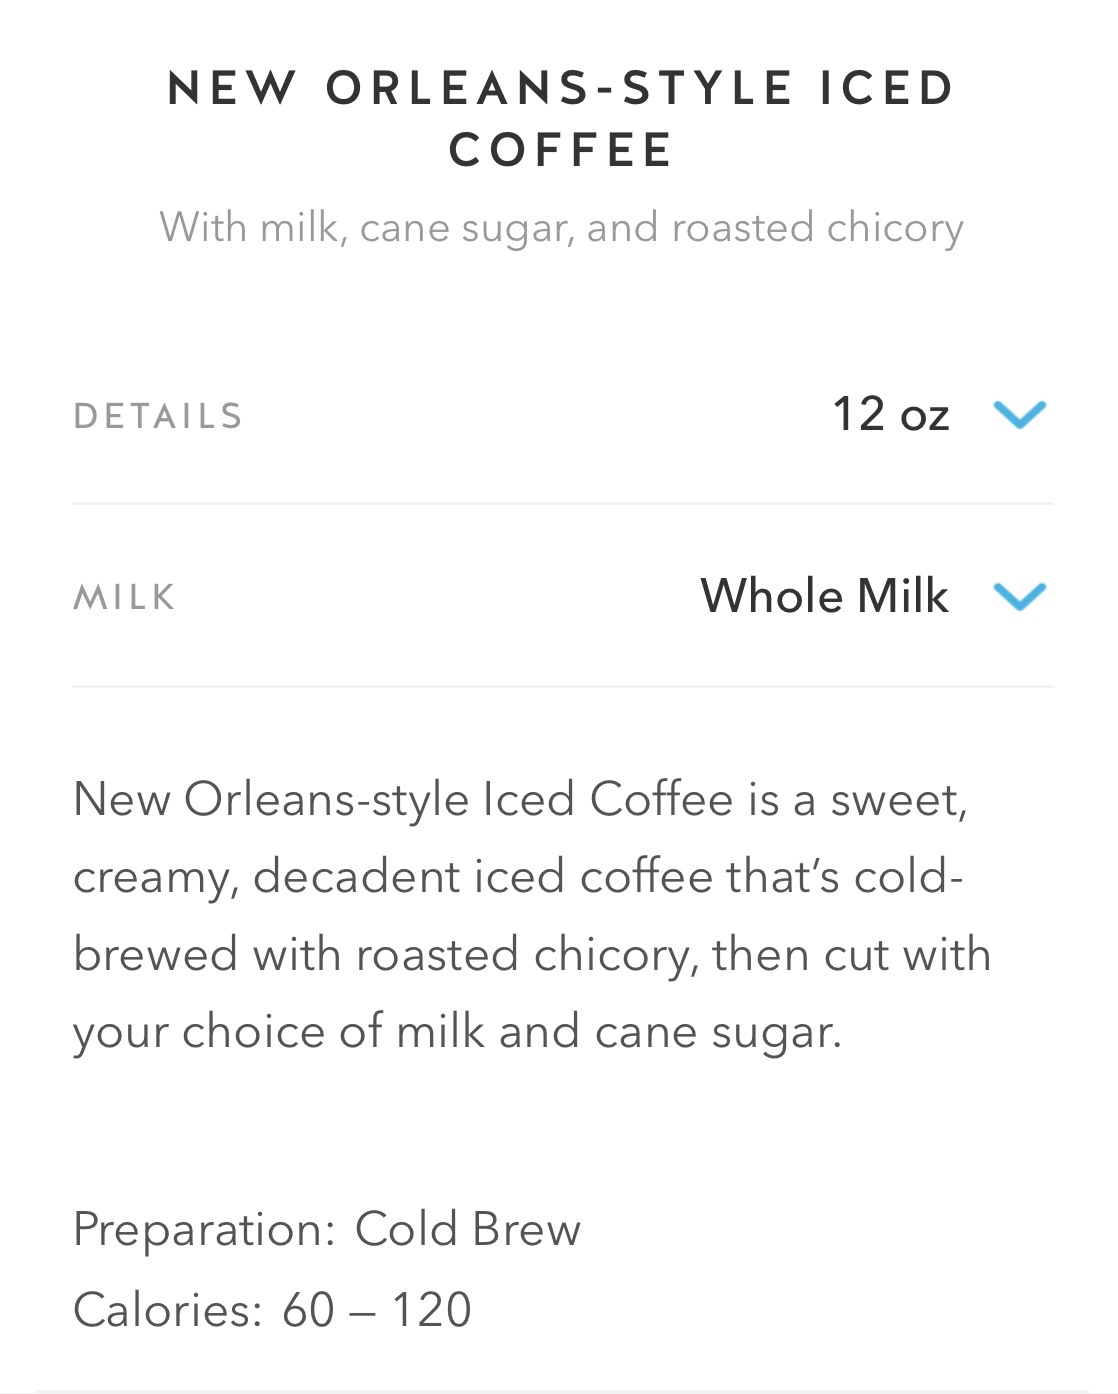 NEW ORLEANS-STYLE ICED
COFFEE
With milk, cane sugar, and roasted chicory
DETAILS 12 oz
MILK Whole Milk
New Orleans-style Iced Coffee is a sweet,
creamy, decadent iced coffee that’s cold-
brewed with roasted chicory, then cut with
your choice of milk and cane sugar.
Preparation: Cold Brew
Calories: 60 – 120